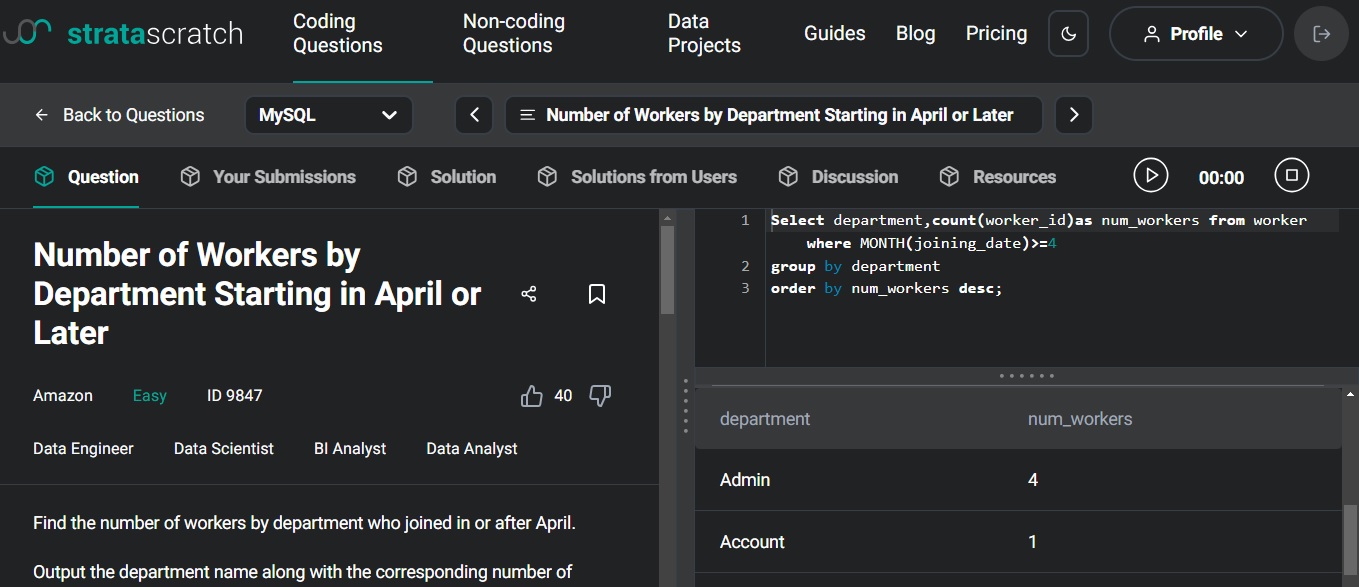 stratascratch
Coding
Questions
Non-coding
Questions
Data
Projects
Guides
Blog
Pricing
Profile
Back to Questions
MySQL
Number of Workers by Department Starting in April or Later
Question
Your Submissions
Solution
Solutions from Users
Discussion
Resources
00:00
Number of Workers by
Department Starting in April or
Later
Amazon
Easy
ID 9847
40
Data Engineer
Data Scientist
BI Analyst
Data Analyst
Find the number of workers by department who joined in or after April.
Output the department name along with the corresponding number of
1 Select department,count(worker_id)as num_workers from worker
where MONTH(joining_date)>=4
2 group by department
3 order by num_workers desc;
department num_workers
Admin 4
Account 1